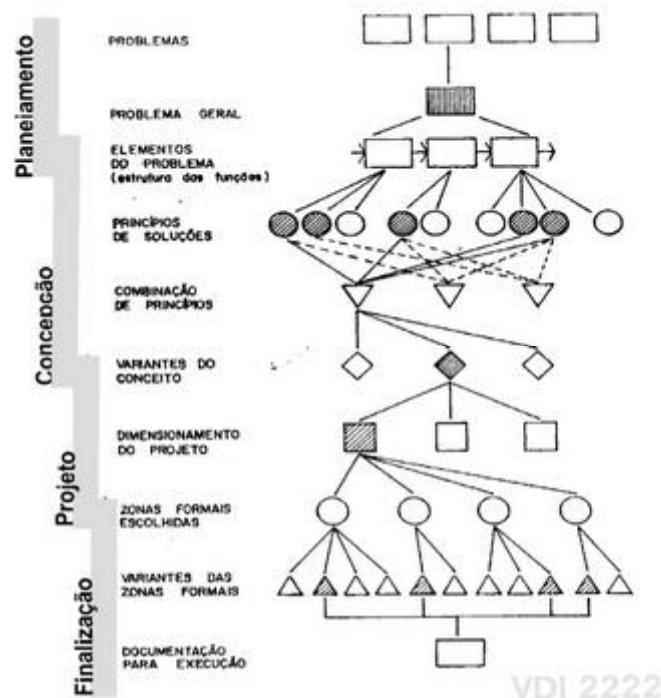 PROBLEMAS
PROBLEMA GERAL
ELEMENTOS
DO PROBLEMA
(estrutura das funções)
PRINCÍPIOS
DE SOLUÇÕES
COMBINAÇÃO
DE PRINCÍPIOS
VARIANTES DO
CONCEITO
DIMENSIONAMENTO
DO PROJETO
ZONAS FORMAIS
ESCOLHIDAS
VARIANTES DAS
ZONAS FORMAIS
DOCUMENTAÇÃO
PARA EXECUÇÃO
Planeiamento
Concepção
Projeto
Finalização
VDI 2222